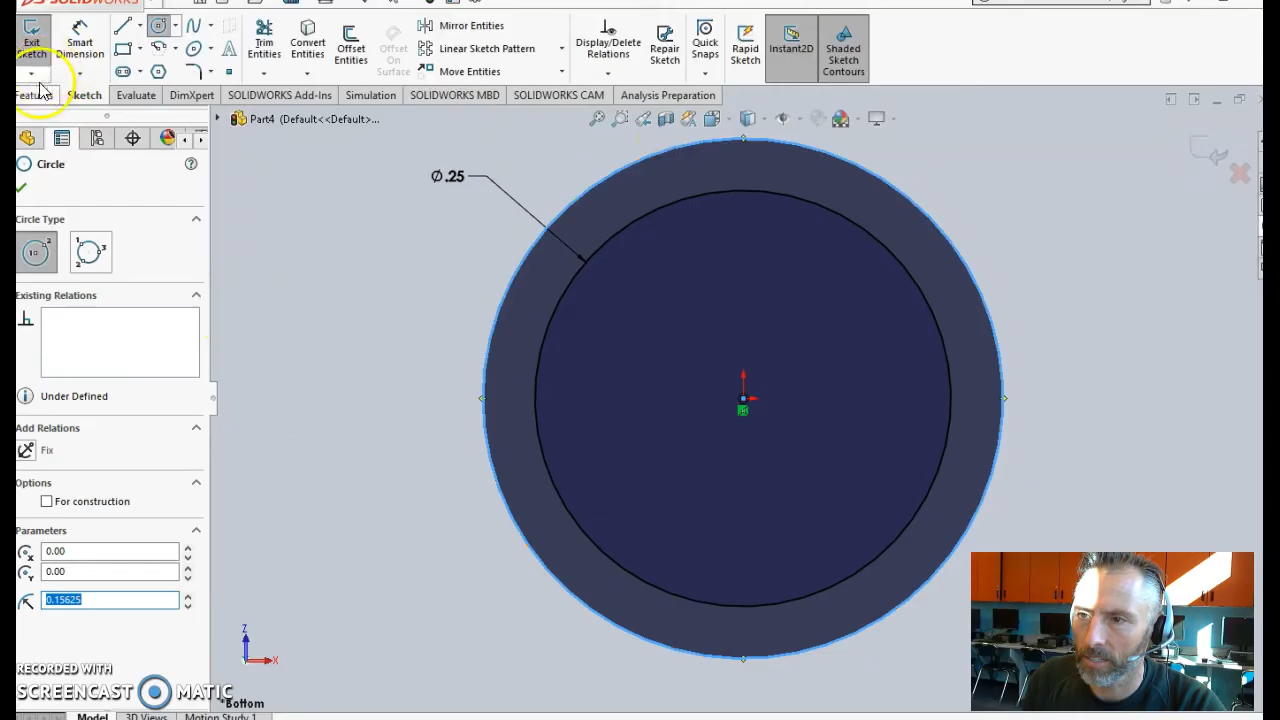 SOLIDWORKS
Exit Sketch
Smart Dimension
Trim Entities
Convert Entities
Offset Entities
Offset On Surface
Mirror Entities
Linear Sketch Pattern
Move Entities
Display/Delete Relations
Repair Sketch
Quick Snaps
Rapid Sketch
Instant2D
Shaded Sketch Contours
Features Sketch Evaluate DimXpert SOLIDWORKS Add-Ins Simulation SOLIDWORKS MBD SOLIDWORKS CAM Analysis Preparation
Part4 (Default<<Default>...
Circle
Circle Type
Existing Relations
Under Defined
Add Relations
Fix
Options
For construction
Parameters
0.00
0.00
0.15625
Ø.25
Z
X
RECORDED WITH
SCREENCAST MATIC
*Bottom
Model 3D Views Motion Study 1